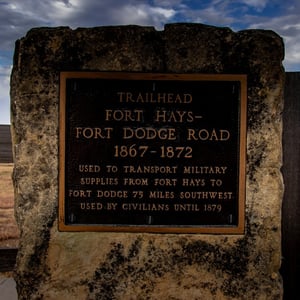 TRAILHEAD
FORT HAYS–
FORT DODGE ROAD
1867-1872
USED TO TRANSPORT MILITARY
SUPPLIES FROM FORT HAYS TO
FORT DODGE 75 MILES SOUTHWEST.
USED BY CIVILIANS UNTIL 1879